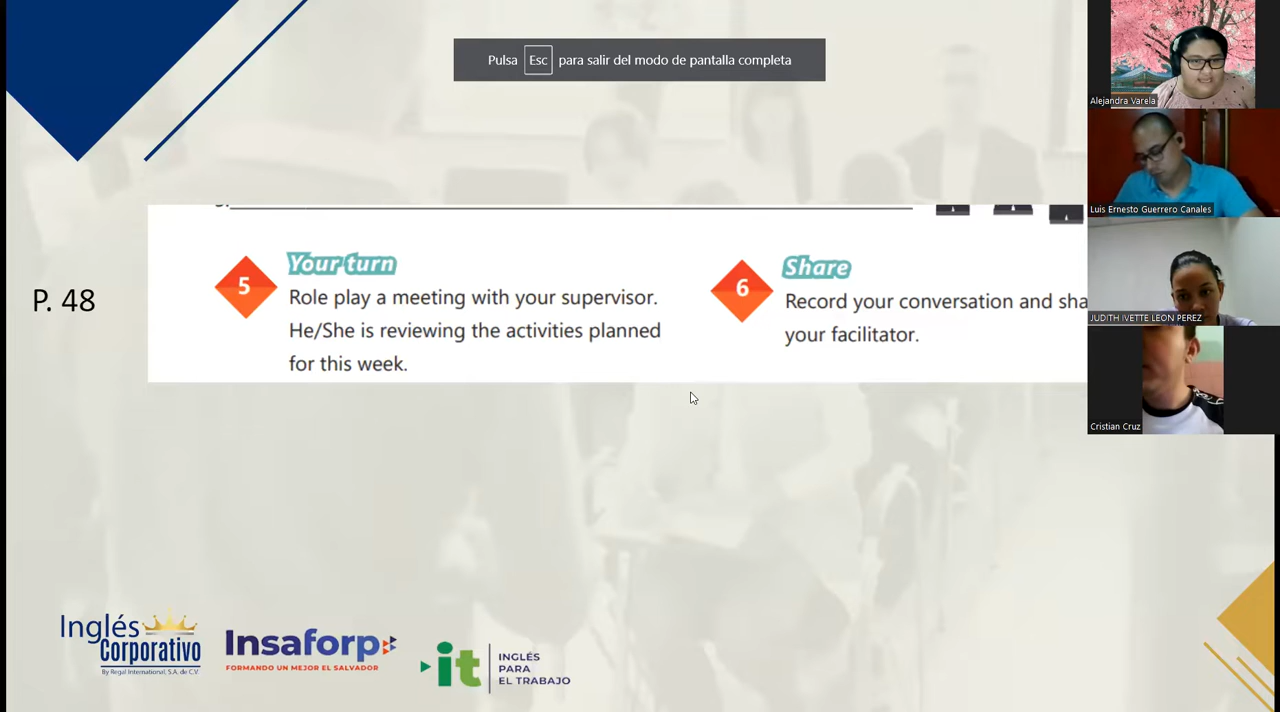 Pulsa Esc para salir del modo de pantalla completa
Alejandra Varela
Luis Ernesto Guerrero Canales
JUDITH IVETTE LEON PEREZ
Cristian Cruz
P. 48
5
Your turn
Role play a meeting with your supervisor.
He/She is reviewing the activities planned
for this week.
6
Share
Record your conversation and sha
your facilitator.
Inglés
Corporativo
By Regal International, S.A. de C.V.
Insaforp
FORMANDO UN MEJOR EL SALVADOR
it
INGLÉS
PARA
EL TRABAJO